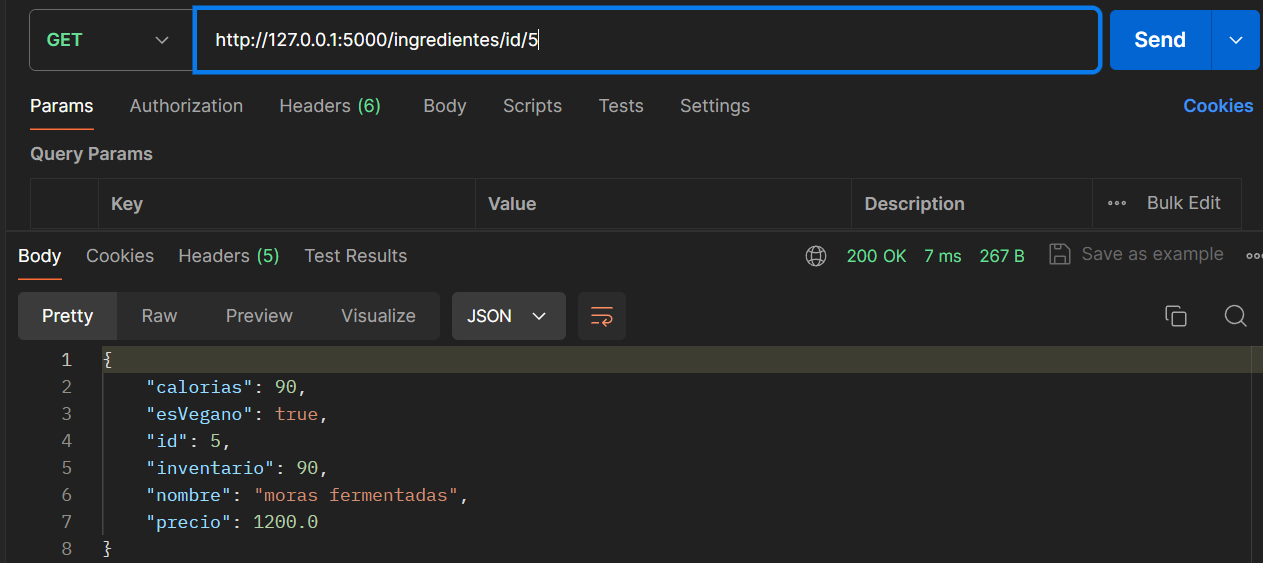 GET http://127.0.0.1:5000/ingredientes/id/5 Send
Params Authorization Headers (6) Body Scripts Tests Settings Cookies
Query Params
Key Value Description Bulk Edit
Body Cookies Headers (5) Test Results 200 OK 7 ms 267 B Save as example
Pretty Raw Preview Visualize JSON
1 {
2 "calorias": 90,
3 "esVegano": true,
4 "id": 5,
5 "inventario": 90,
6 "nombre": "moras fermentadas",
7 "precio": 1200.0
8 }